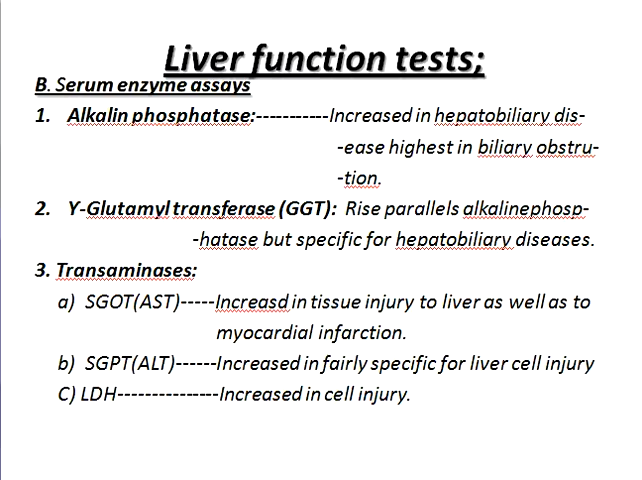 Liver function tests;
B. Serum enzyme assays
1. Alkalin phosphatase:-----------Increased in hepatobiliary dis-
-ease highest in biliary obstru-
-tion.
2. Y-Glutamyl transferase (GGT): Rise parallels alkalinephosp-
-hatase but specific for hepatobiliary diseases.
3. Transaminases:
a) SGOT(AST)-----Increasd in tissue injury to liver as well as to
myocardial infarction.
b) SGPT(ALT)------Increased in fairly specific for liver cell injury
C) LDH---------------Increased in cell injury.